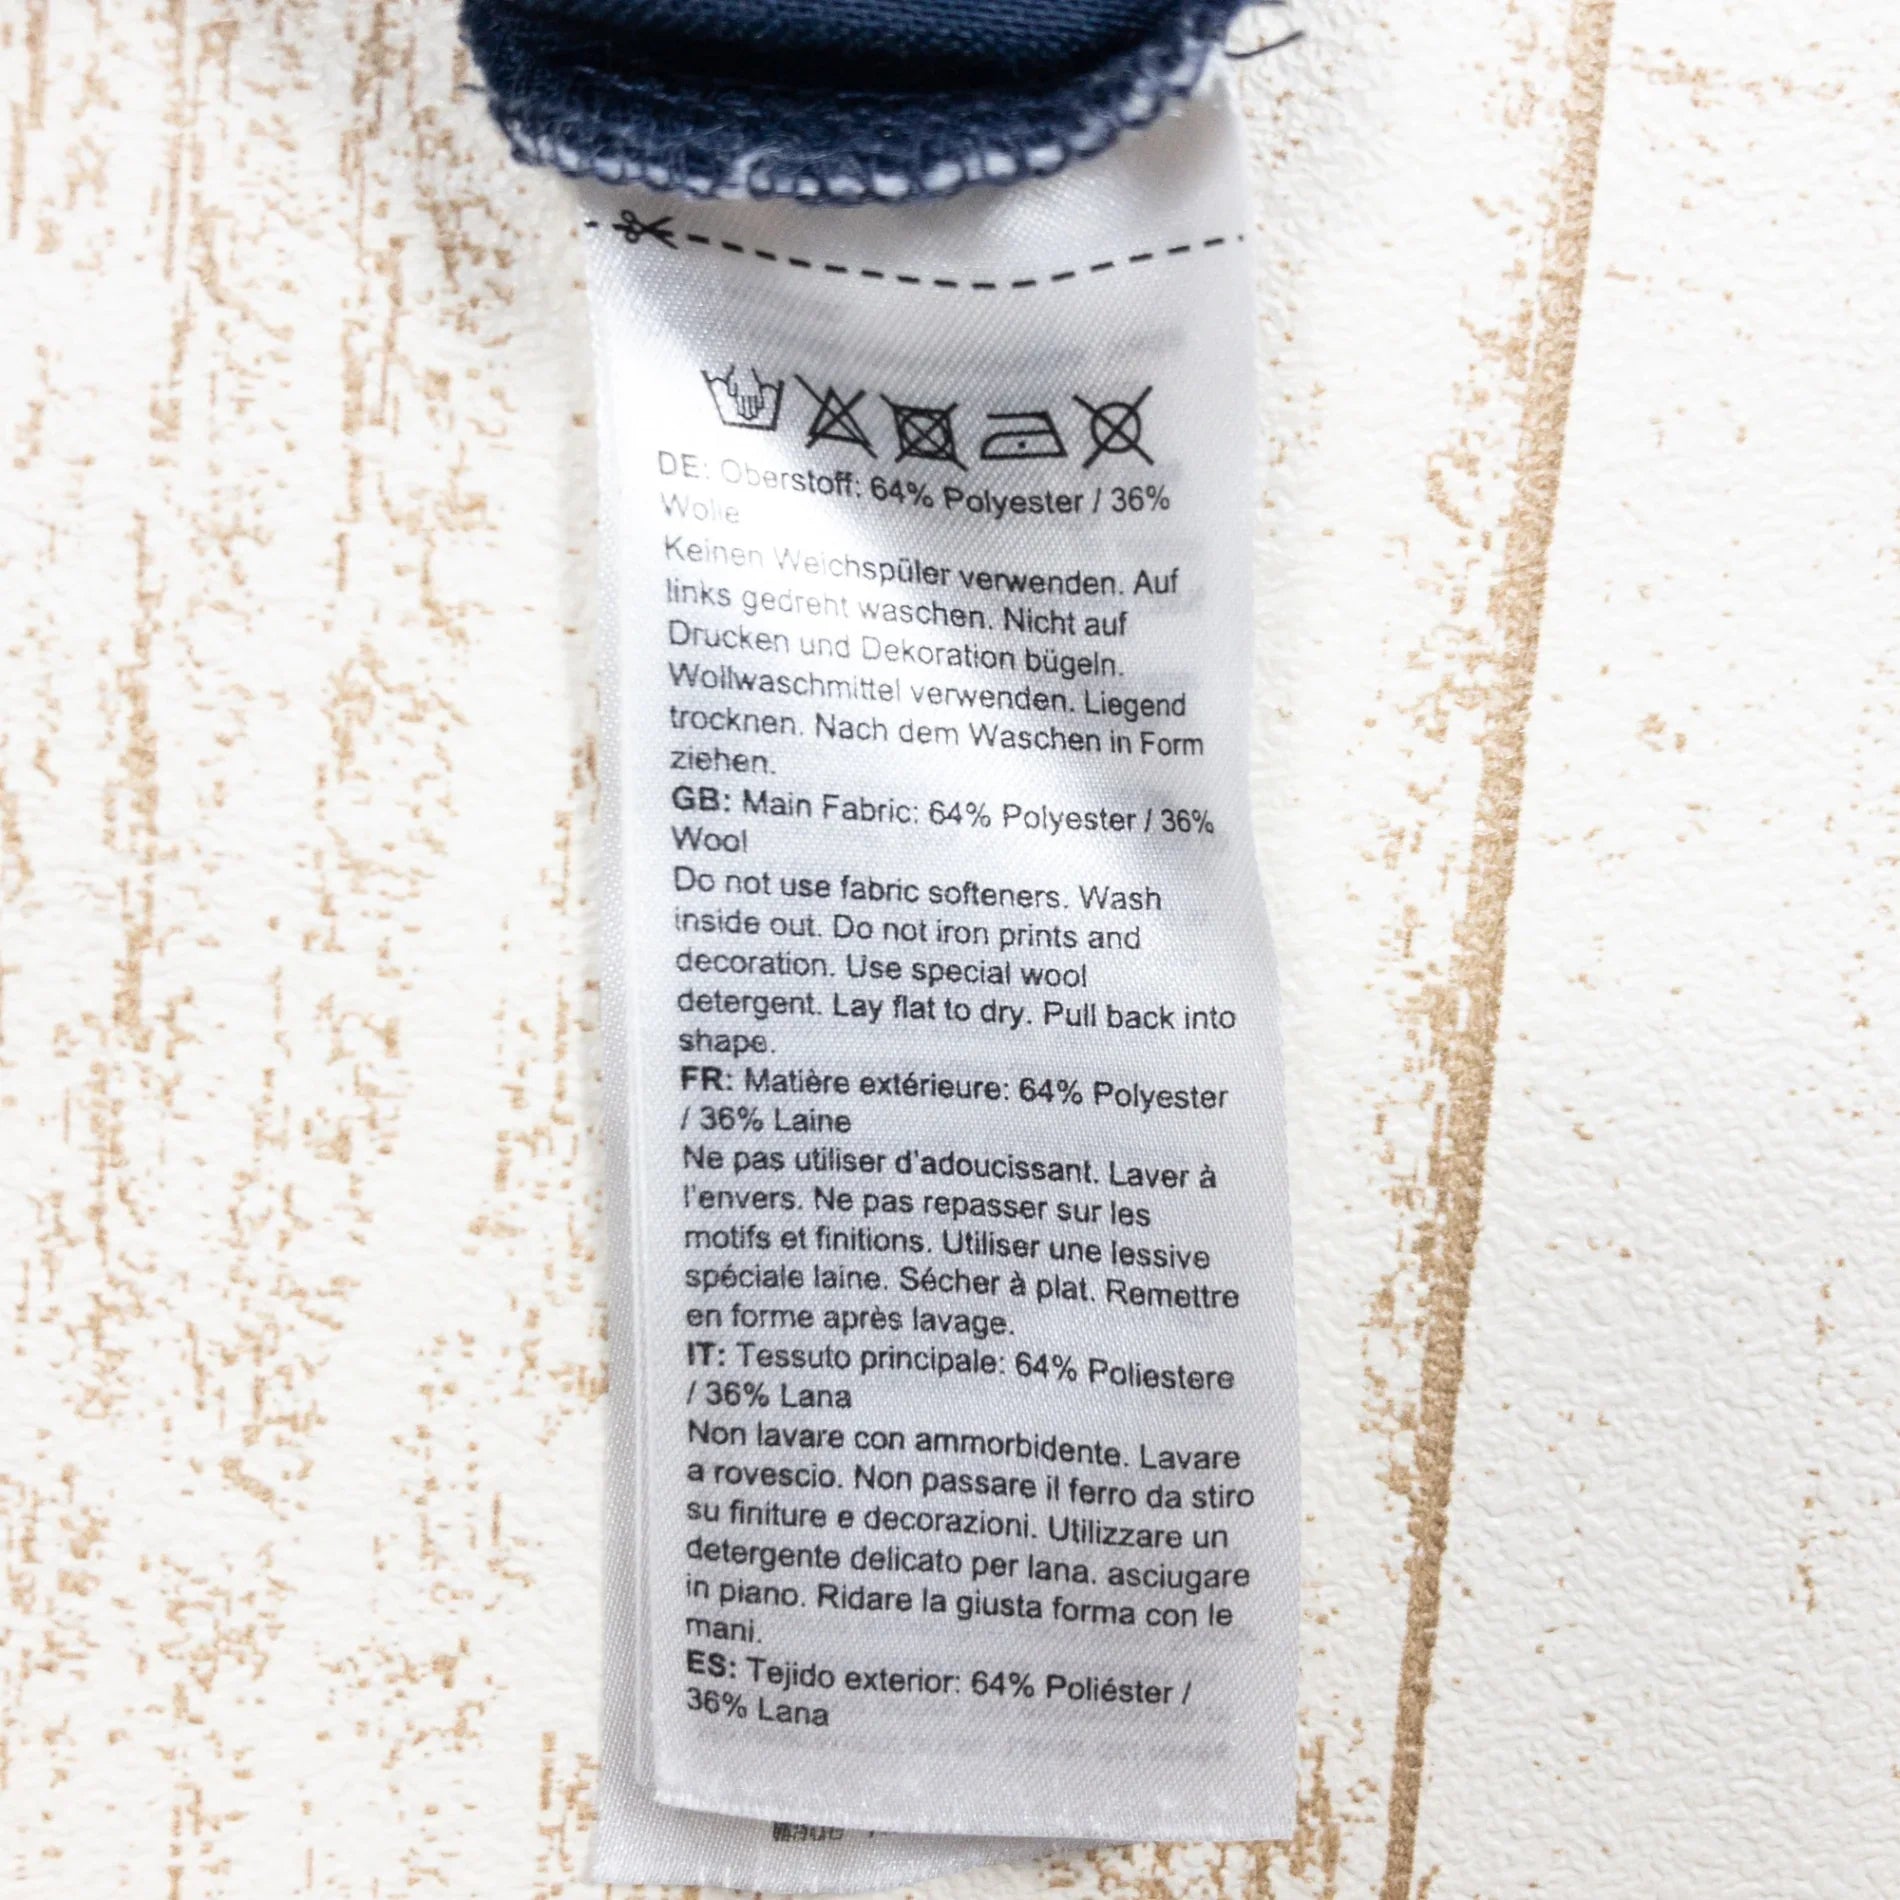 DE: Oberstoff: 64% Polyester / 36%
Wolle
Keinen Weichspüler verwenden. Auf
links gedreht waschen. Nicht auf
Drucken und Dekoration bügeln.
Wollwaschmittel verwenden. Liegend
trocknen. Nach dem Waschen in Form
ziehen.
GB: Main Fabric: 64% Polyester / 36%
Wool
Do not use fabric softeners. Wash
inside out. Do not iron prints and
decoration. Use special wool
detergent. Lay flat to dry. Pull back into
shape.
FR: Matière extérieure: 64% Polyester
/ 36% Laine
Ne pas utiliser d'adoucissant. Laver à
l'envers. Ne pas repasser sur les
motifs et finitions. Utiliser une lessive
spéciale laine. Sécher à plat. Remettre
en forme après lavage.
IT: Tessuto principale: 64% Poliestere
/ 36% Lana
Non lavare con ammorbidente. Lavare
a rovescio. Non passare il ferro da stiro
su finiture e decorazioni. Utilizzare un
detergente delicato per lana. asciugare
in piano. Ridare la giusta forma con le
mani.
ES: Tejido exterior: 64% Poliéster /
36% Lana